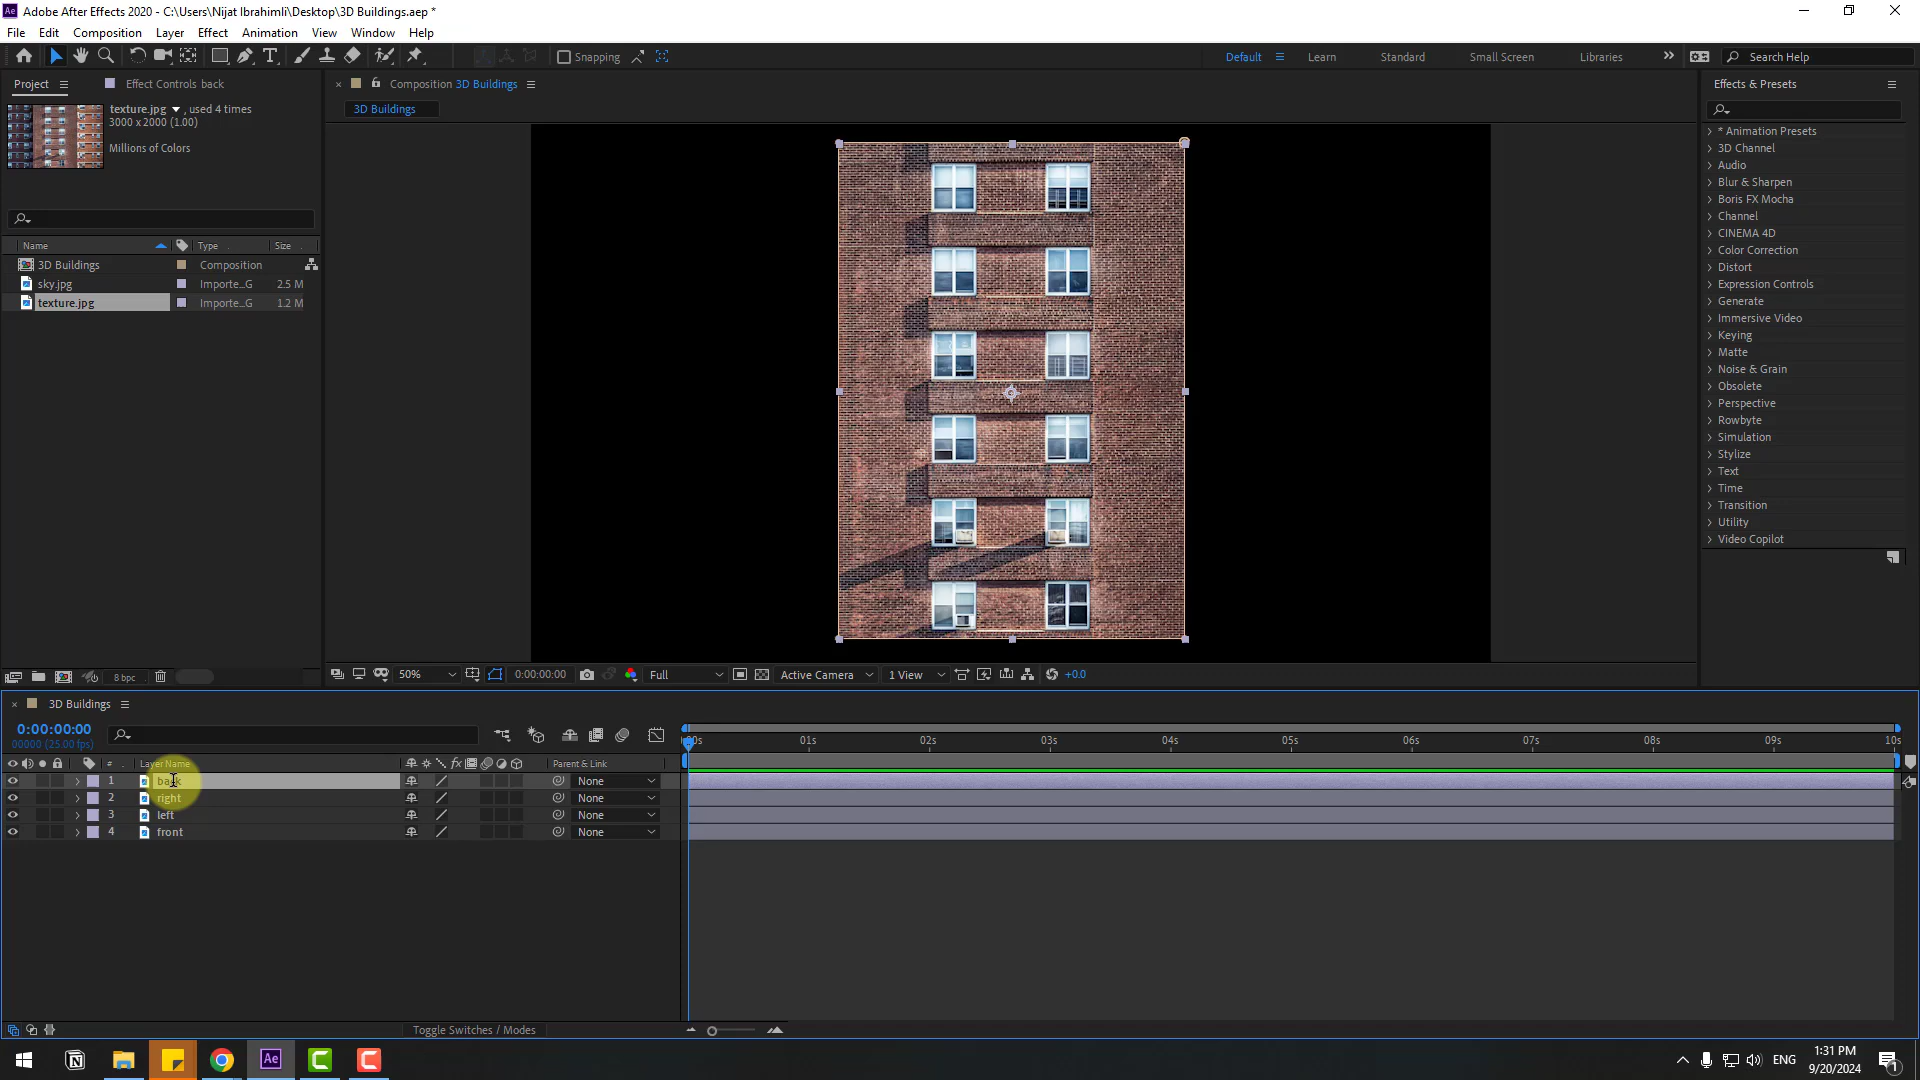 Adobe After Effects 2020 - C:\Users\Nijat Ibrahimli\Desktop\3D Buildings.aep *
File Edit Composition Layer Effect Animation View Window Help
Snapping Default Learn Standard Small Screen Libraries Search Help
Project Effect Controls back
texture.jpg , used 4 times
3000 x 2000 (1.00)
Millions of Colors
Name Type Size
3D Buildings Composition
sky.jpg Importe...G 2.5 M
texture.jpg Importe...G 1.2 M
8 bpc
Composition 3D Buildings
3D Buildings
50% 0:00:00:00 Full Active Camera 1 View +0.0
Effects & Presets
* Animation Presets
3D Channel
Audio
Blur & Sharpen
Boris FX Mocha
Channel
CINEMA 4D
Color Correction
Distort
Expression Controls
Generate
Immersive Video
Keying
Matte
Noise & Grain
Obsolete
Perspective
Rowbyte
Simulation
Stylize
Text
Time
Transition
Utility
Video Copilot
3D Buildings
0:00:00:00
00000 (25.00 fps)
00s 01s 02s 03s 04s 05s 06s 07s 08s 09s 10s
# Layer Name Parent & Link
1 back None
2 right None
3 left None
4 front None
Toggle Switches / Modes
ENG
1:31 PM
9/20/2024
1